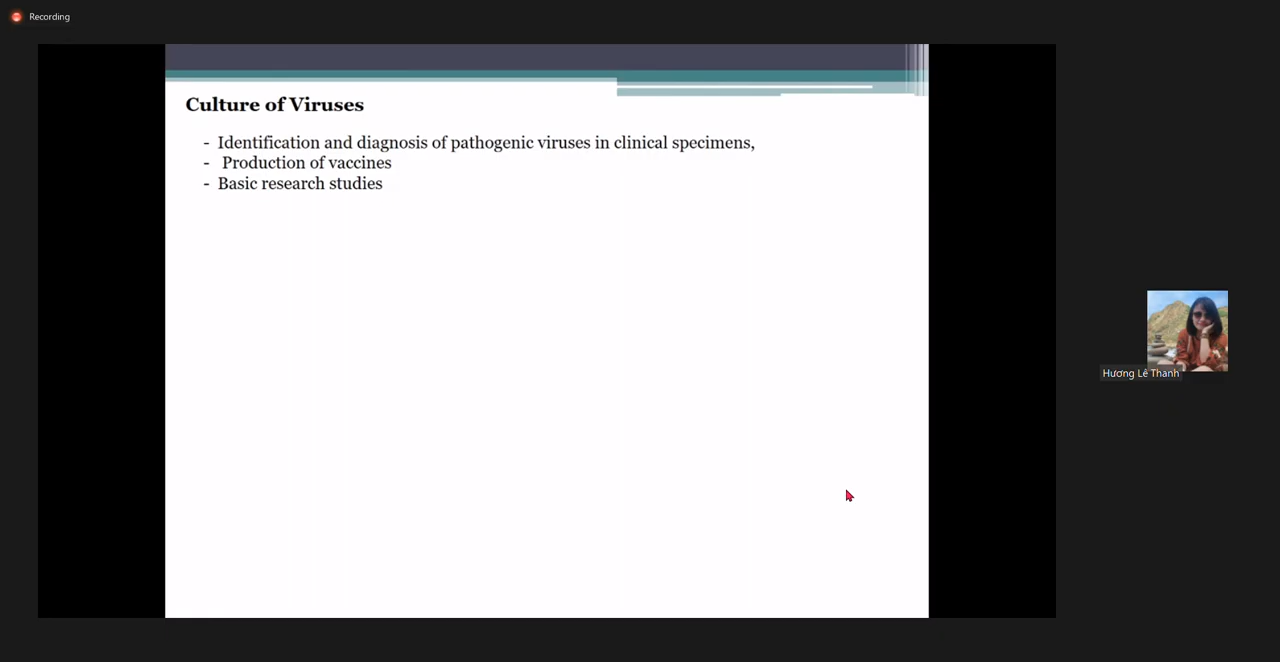 Recording
Culture of Viruses
- Identification and diagnosis of pathogenic viruses in clinical specimens,
- Production of vaccines
- Basic research studies
Hương Lê Thanh